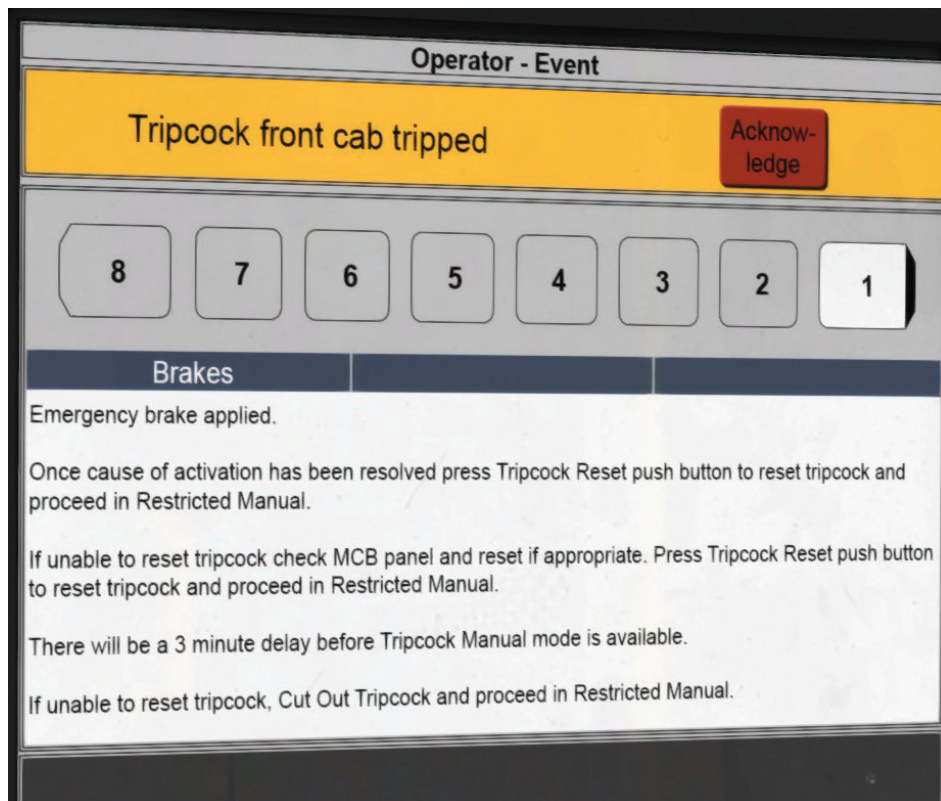 Operator - Event
Tripcock front cab tripped
Acknow-
ledge
8 7 6 5 4 3 2 1
Brakes
Emergency brake applied.
Once cause of activation has been resolved press Tripcock Reset push button to reset tripcock and
proceed in Restricted Manual.
If unable to reset tripcock check MCB panel and reset if appropriate. Press Tripcock Reset push button
to reset tripcock and proceed in Restricted Manual.
There will be a 3 minute delay before Tripcock Manual mode is available.
If unable to reset tripcock, Cut Out Tripcock and proceed in Restricted Manual.